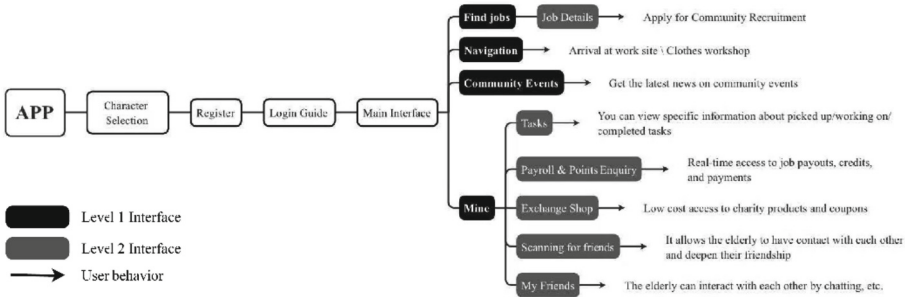 APP
Character
Selection
Register
Login Guide
Main Interface
Find jobs
Job Details
Apply for Community Recruitment
Navigation
Arrival at work site \ Clothes workshop
Community Events
Get the latest news on community events
Mine
Tasks
You can view specific information about picked up/working on/
completed tasks
Payroll & Points Enquiry
Real-time access to job payouts, credits,
and payments
Exchange Shop
Low cost access to charity products and coupons
Scanning for friends
It allows the elderly to have contact with each other
and deepen their friendship
My Friends
The elderly can interact with each other by chatting, etc.
Level 1 Interface
Level 2 Interface
User behavior